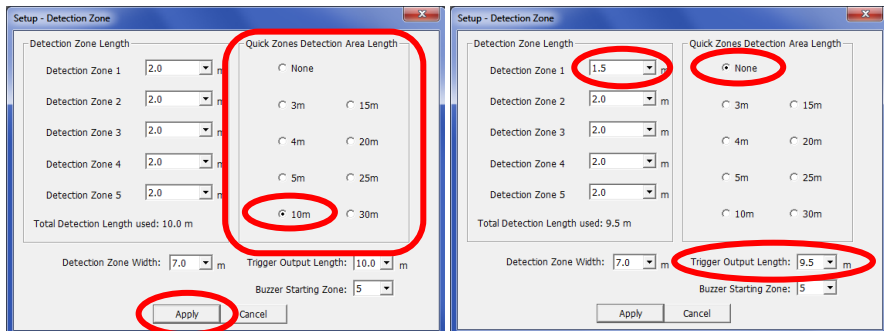 Setup - Detection Zone
Detection Zone Length
Detection Zone 1 2.0 m
Detection Zone 2 2.0 m
Detection Zone 3 2.0 m
Detection Zone 4 2.0 m
Detection Zone 5 2.0 m
Total Detection Length used: 10.0 m
Quick Zones Detection Area Length
None
3m 15m
4m 20m
5m 25m
10m 30m
Detection Zone Width: 7.0 m
Trigger Output Length: 10.0 m
Buzzer Starting Zone: 5
Apply Cancel
Setup - Detection Zone
Detection Zone Length
Detection Zone 1 1.5 m
Detection Zone 2 2.0 m
Detection Zone 3 2.0 m
Detection Zone 4 2.0 m
Detection Zone 5 2.0 m
Total Detection Length used: 9.5 m
Quick Zones Detection Area Length
None
3m 15m
4m 20m
5m 25m
10m 30m
Detection Zone Width: 7.0 m
Trigger Output Length: 9.5 m
Buzzer Starting Zone: 5
Apply Cancel